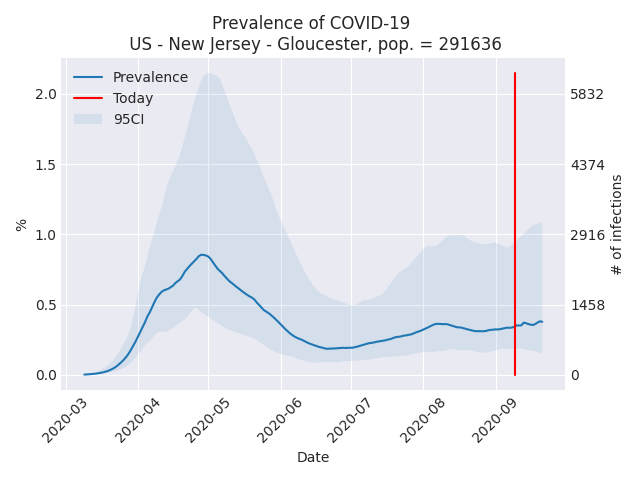 Prevalence of COVID-19
US - New Jersey - Gloucester, pop. = 291636
Prevalence
Today
95CI
%
2.0
1.5
1.0
0.5
0.0
5832
4374
2916
1458
0
# of infections
2020-03
2020-04
2020-05
2020-06
2020-07
2020-08
2020-09
Date